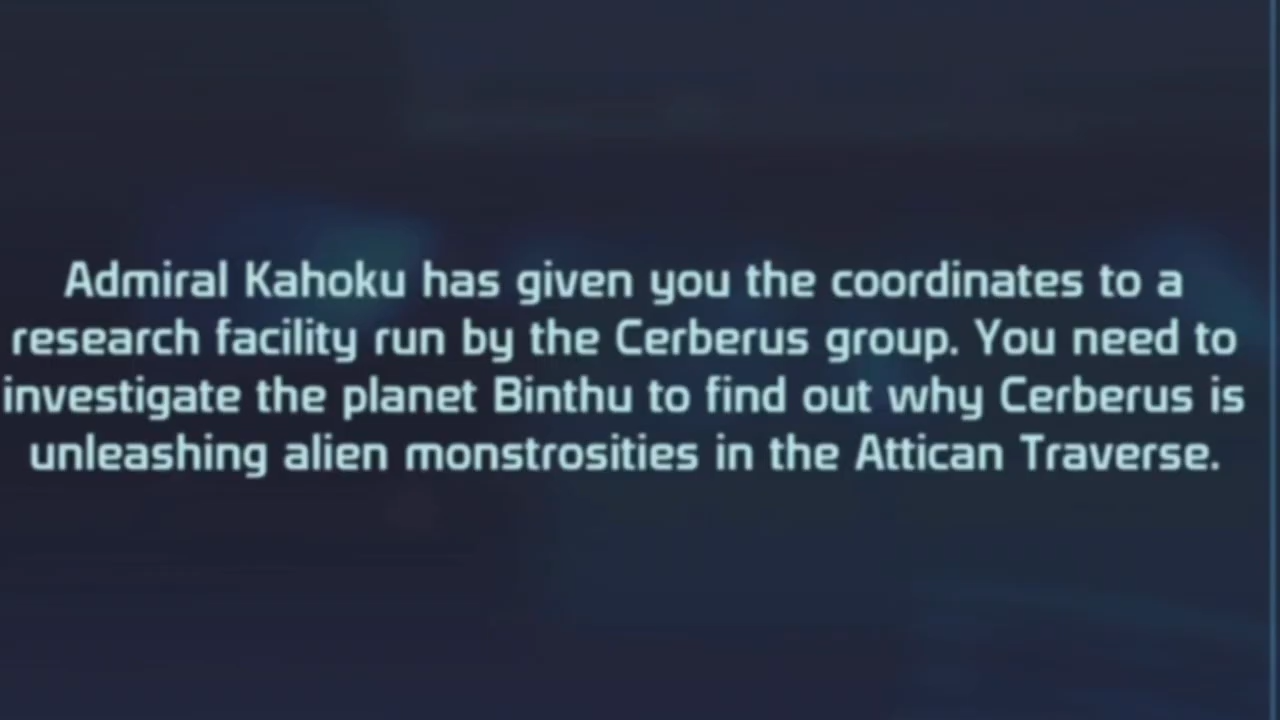 Admiral Kahoku has given you the coordinates to a
research facility run by the Cerberus group. You need to
investigate the planet Binthu to find out why Cerberus is
unleashing alien monstrosities in the Attican Traverse.